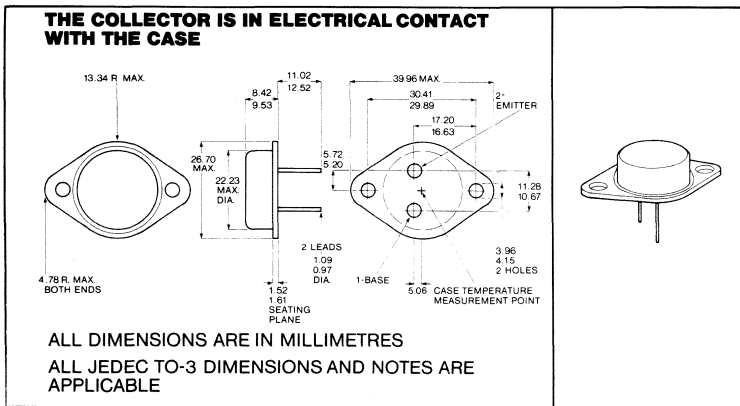 THE COLLECTOR IS IN ELECTRICAL CONTACT
WITH THE CASE
13.34 R. MAX.
8.42
9.53
11.02
12.52
39.96 MAX.
30.41
29.89
2-
EMITTER
17.20
16.63
26.70
MAX.
22.23
MAX.
DIA.
5.72
5.20
11.28
10.67
2 LEADS
1.09
0.97
DIA.
3.96
4.15
2 HOLES
4.78 R. MAX.
BOTH ENDS
1.52
1.61
SEATING
PLANE
1-BASE
5.06
CASE TEMPERATURE
MEASUREMENT POINT
ALL DIMENSIONS ARE IN MILLIMETRES
ALL JEDEC TO-3 DIMENSIONS AND NOTES ARE
APPLICABLE